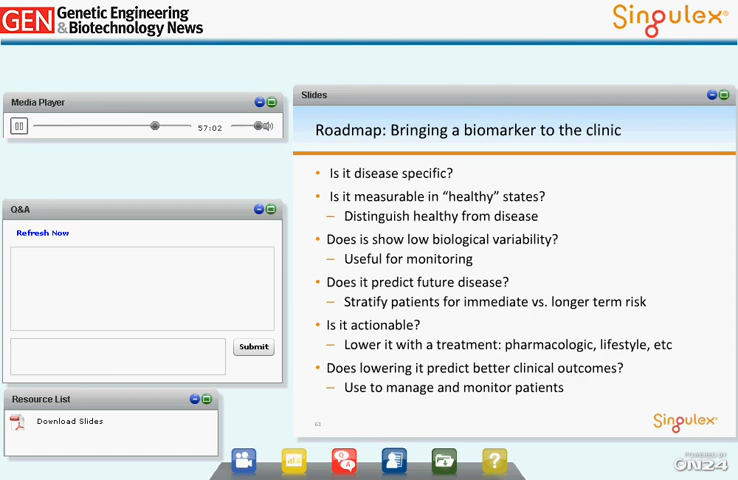 GEN Genetic Engineering
& Biotechnology News
Singulex®
Media Player
57:02
Q&A
Refresh Now
Submit
Resource List
Download Slides
Slides
Roadmap: Bringing a biomarker to the clinic
• Is it disease specific?
• Is it measurable in “healthy” states?
– Distinguish healthy from disease
• Does is show low biological variability?
– Useful for monitoring
• Does it predict future disease?
– Stratify patients for immediate vs. longer term risk
• Is it actionable?
– Lower it with a treatment: pharmacologic, lifestyle, etc
• Does lowering it predict better clinical outcomes?
– Use to manage and monitor patients
Singulex®
Q
A
?
POWERED BY
ON24